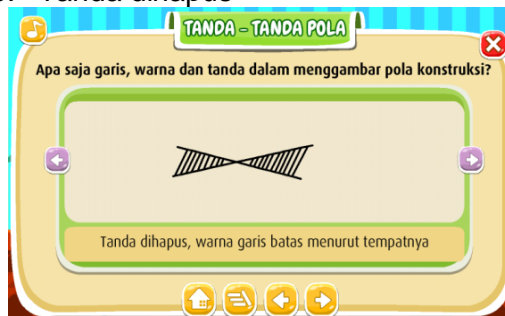 Tanda dihapus
TANDA - TANDA POLA
Apa saja garis, warna dan tanda dalam menggambar pola konstruksi?
Tanda dihapus, warna garis batas menurut tempatnya